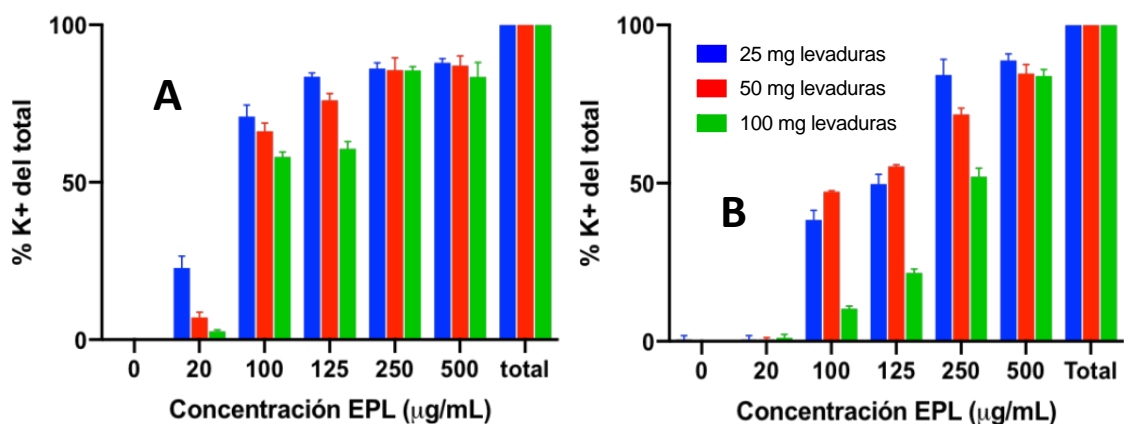 % K+ del total
100
50
0
A
0 20 100 125 250 500 total
Concentración EPL (μg/mL)
% K+ del total
100
50
0
B
25 mg levaduras
50 mg levaduras
100 mg levaduras
0 20 100 125 250 500 Total
Concentración EPL (μg/mL)